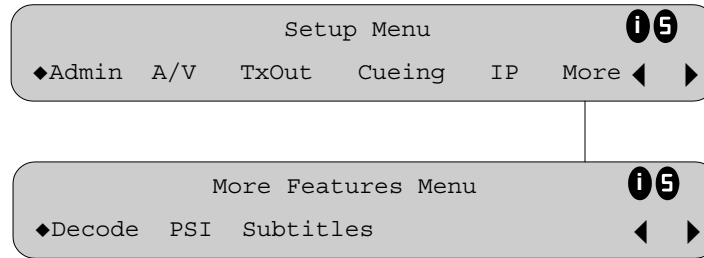 Setup Menu i S
◆Admin A/V TxOut Cueing IP More ◀ ▶
More Features Menu i S
◆Decode PSI Subtitles ◀ ▶